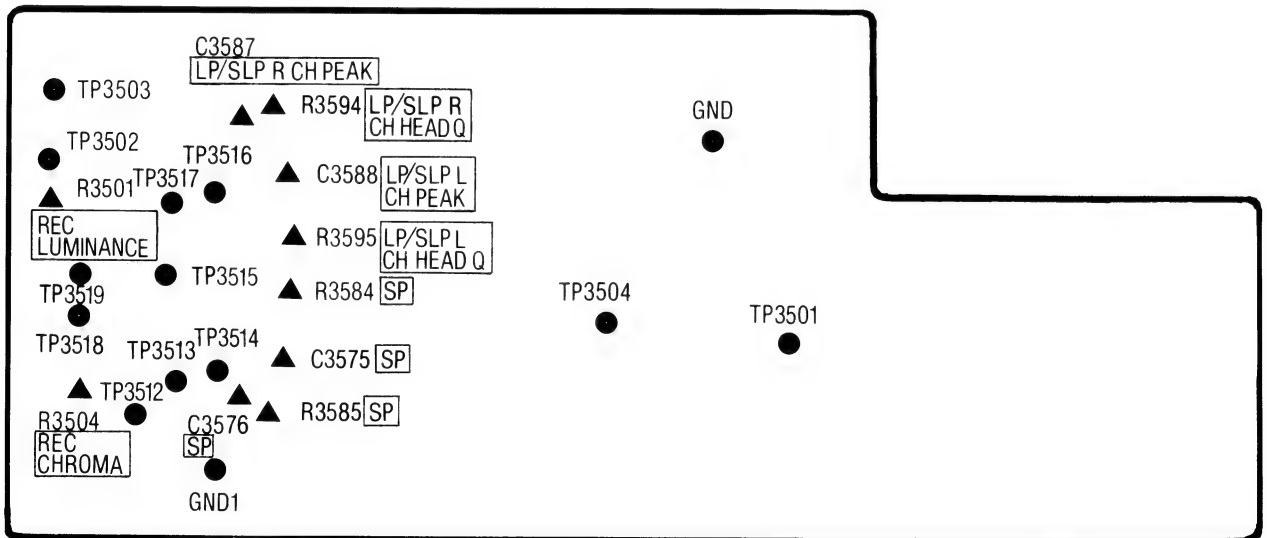 C3587
LP/SLP R CH PEAK
TP3503
R3594
LP/SLP R
CH HEAD Q
GND
TP3502
TP3516
C3588
LP/SLP L
CH PEAK
R3501
TP3517
REC
LUMINANCE
R3595
LP/SLP L
CH HEAD Q
TP3515
R3584 SP
TP3519
TP3504
TP3501
TP3518
TP3513
TP3514
C3575 SP
TP3512
R3504
REC
CHROMA
C3576
SP
R3585 SP
GND1